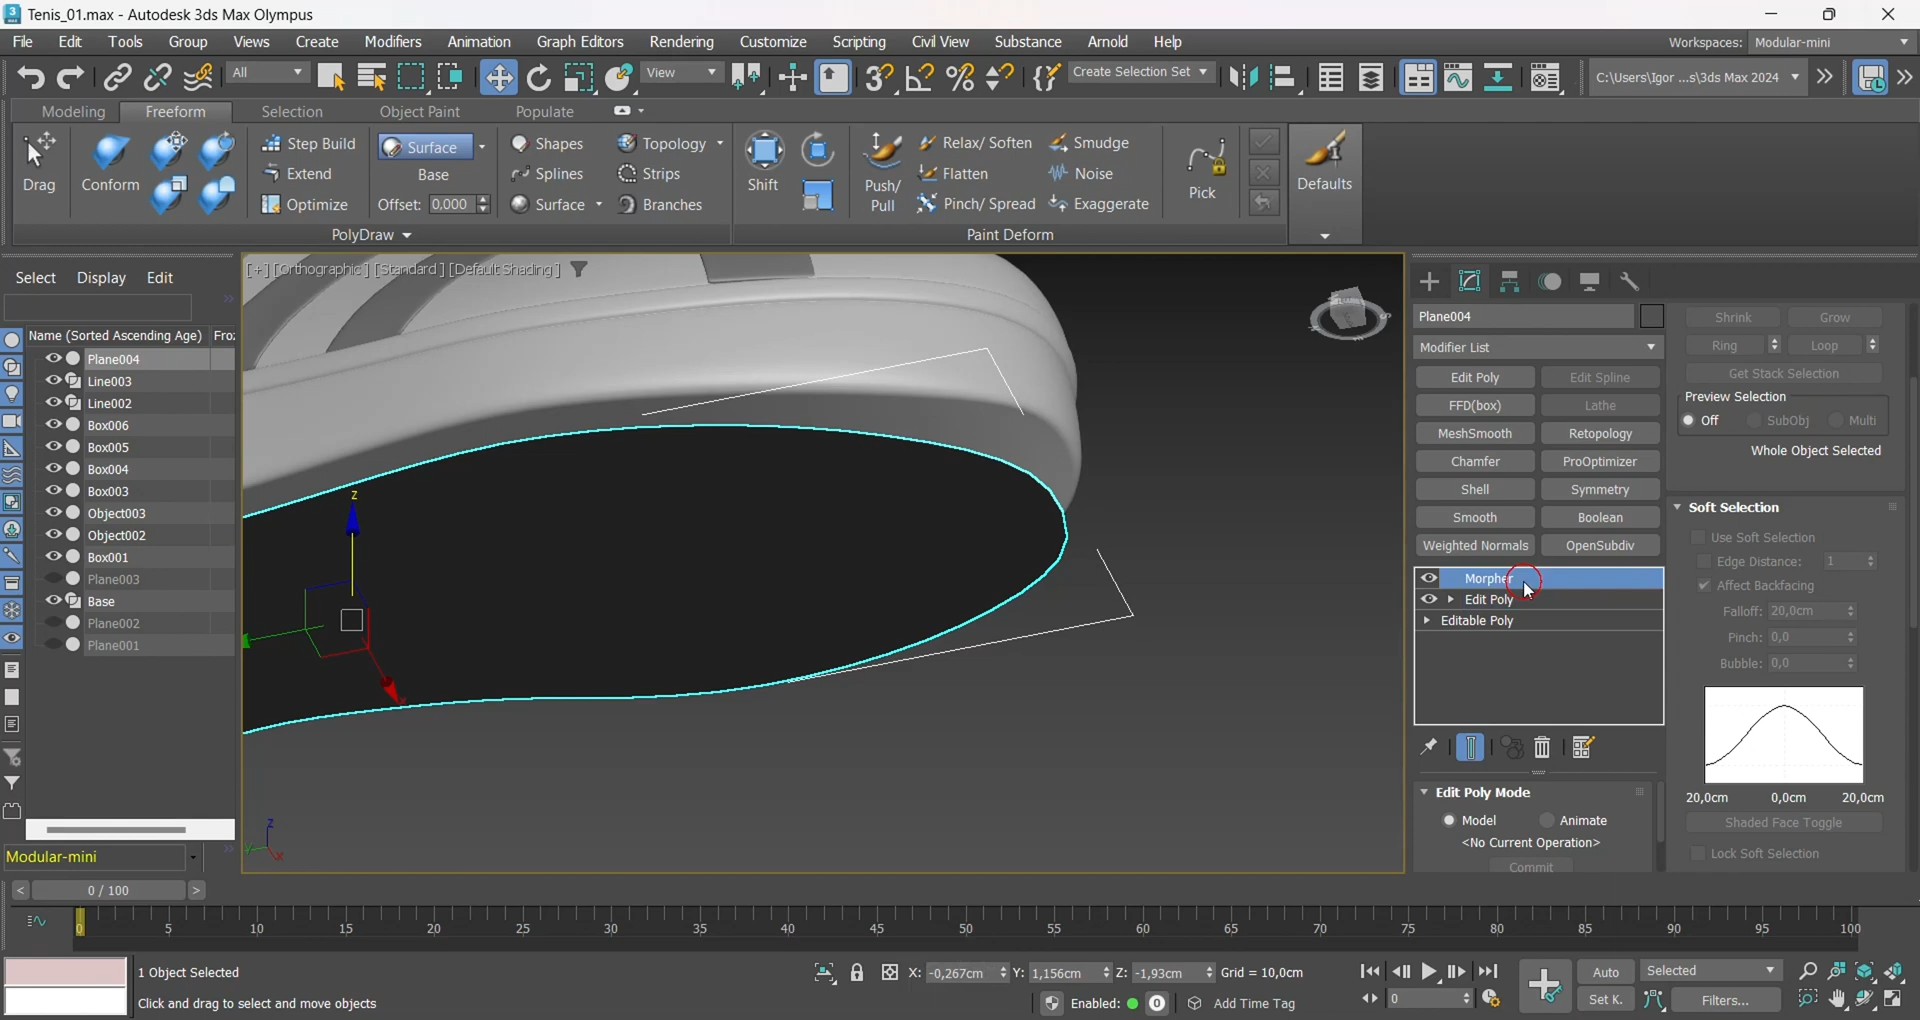 Tenis_01.max - Autodesk 3ds Max Olympus
File Edit Tools Group Views Create Modifiers Animation Graph Editors Rendering Customize Scripting Civil View Substance Arnold Help Workspaces: Modular-mini
All View Create Selection Set C:\Users\Igor ...s\3ds Max 2024
Modeling Freeform Selection Object Paint Populate
Drag Conform Step Build Extend Optimize Surface Base Offset: 0.000 Shapes Splines Surface Topology Strips Branches Shift Push/ Pull Relax/ Soften Flatten Pinch/ Spread Smudge Noise Exaggerate Pick Defaults
PolyDraw Paint Deform
Select Display Edit
Name (Sorted Ascending Age) Fro
Plane004
Line003
Line002
Box006
Box005
Box004
Box003
Object003
Object002
Box001
Plane003
Base
Plane002
Plane001
Modular-mini
[+] [Orthographic] [Standard] [Default Shading]
z
z
y x
Plane004
Modifier List
Edit Poly Edit Spline
FFD(box) Lathe
MeshSmooth Retopology
Chamfer ProOptimizer
Shell Symmetry
Smooth Boolean
Weighted Normals OpenSubdiv
Morpher
Edit Poly
Editable Poly
Edit Poly Mode
Model Animate
<No Current Operation>
Commit
Shrink Grow
Ring Loop
Get Stack Selection
Preview Selection
Off SubObj Multi
Whole Object Selected
Soft Selection
Use Soft Selection
Edge Distance: 1
Affect Backfacing
Falloff: 20,0cm
Pinch: 0,0
Bubble: 0,0
20,0cm 0,0cm 20,0cm
Shaded Face Toggle
Lock Soft Selection
< 0 / 100 >
0 5 10 15 20 25 30 35 40 45 50 55 60 65 70 75 80 85 90 95 100
1 Object Selected X: -0,267cm Y: 1,156cm Z: -1,93cm Grid = 10,0cm Auto Selected
Click and drag to select and move objects Enabled: 0 Add Time Tag 0 Set K. Filters...